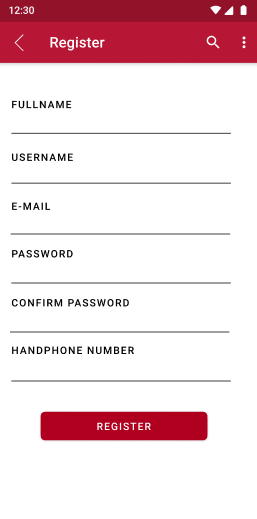 12:30
Register
FULLNAME
USERNAME
E-MAIL
PASSWORD
CONFIRM PASSWORD
HANDPHONE NUMBER
REGISTER